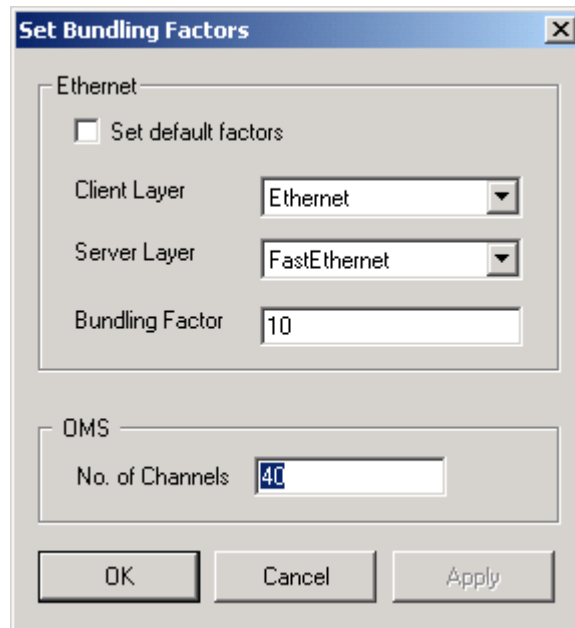 Set Bundling Factors
Ethernet
Set default factors
Client Layer Ethernet
Server Layer FastEthernet
Bundling Factor 10
OMS
No. of Channels 40
OK Cancel Apply